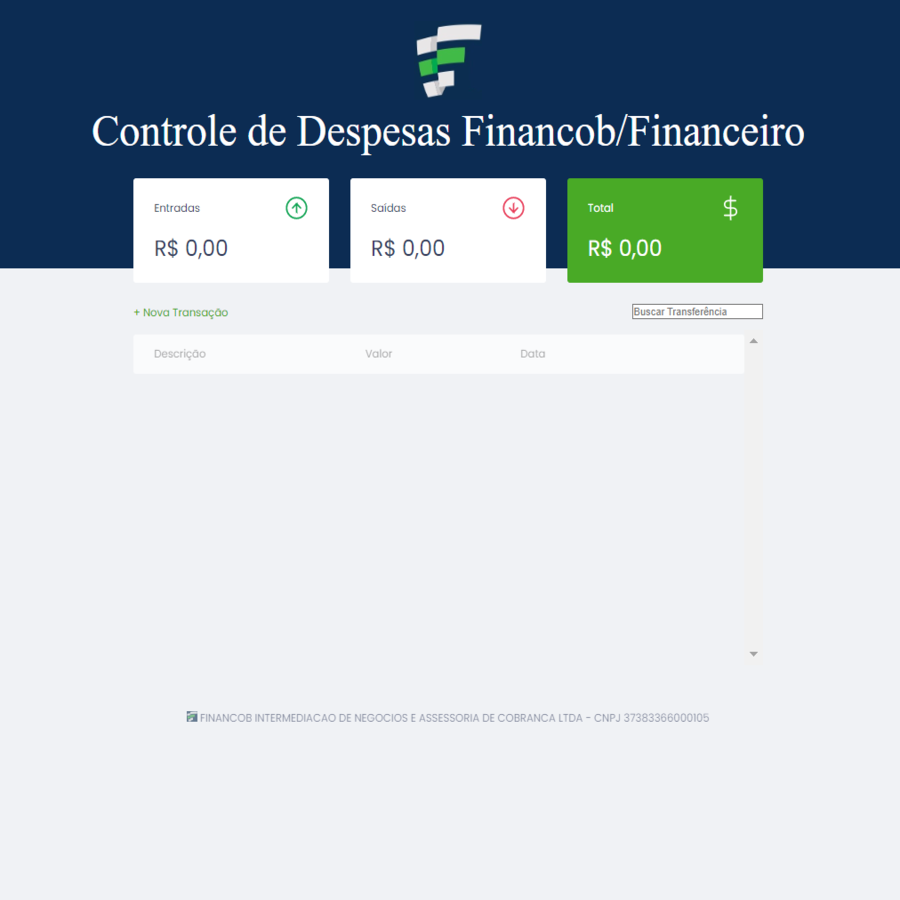 Controle de Despesas Financob/Financeiro
Entradas
R$ 0,00
Saídas
R$ 0,00
Total
$
R$ 0,00
+ Nova Transação
Buscar Transferência
Descrição Valor Data
FINANCOB INTERMEDIACAO DE NEGOCIOS E ASSESSORIA DE COBRANCA LTDA - CNPJ 37383366000105